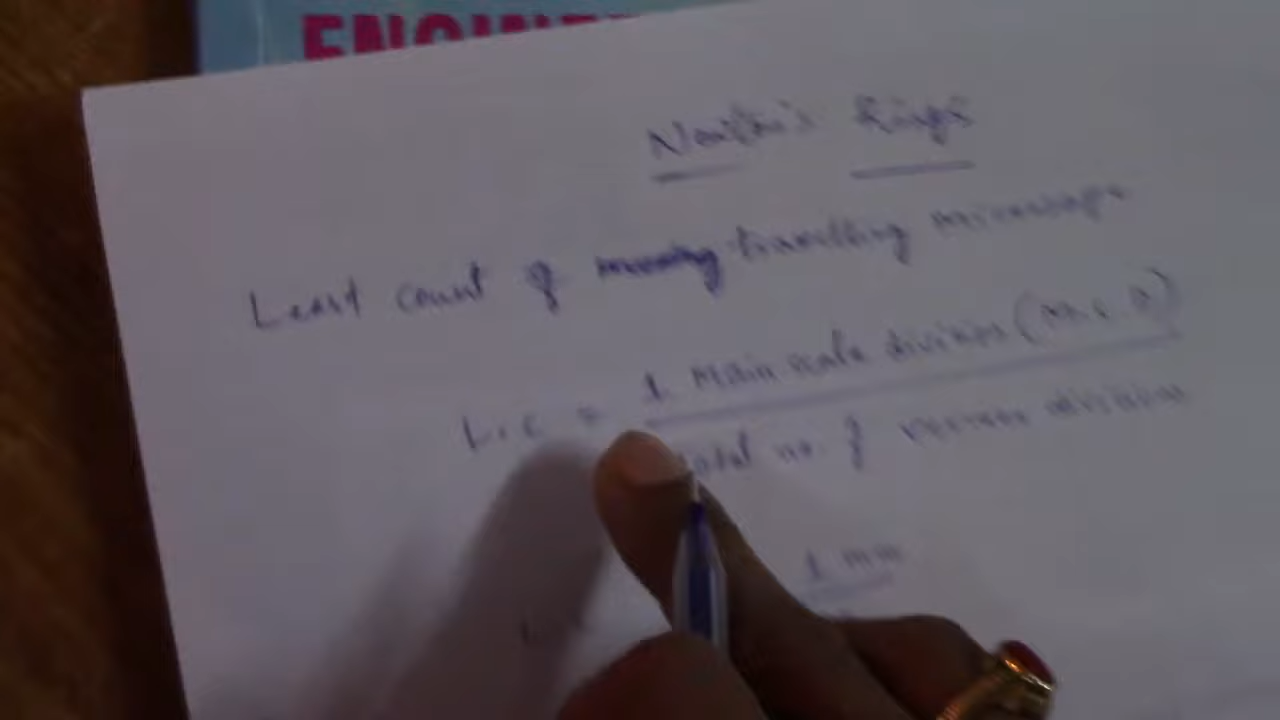 Newton's Rings
Least count of travelling microscope
L.C = 1 Main scale division (M.S.D)
Total no. of vernier division
1 mm